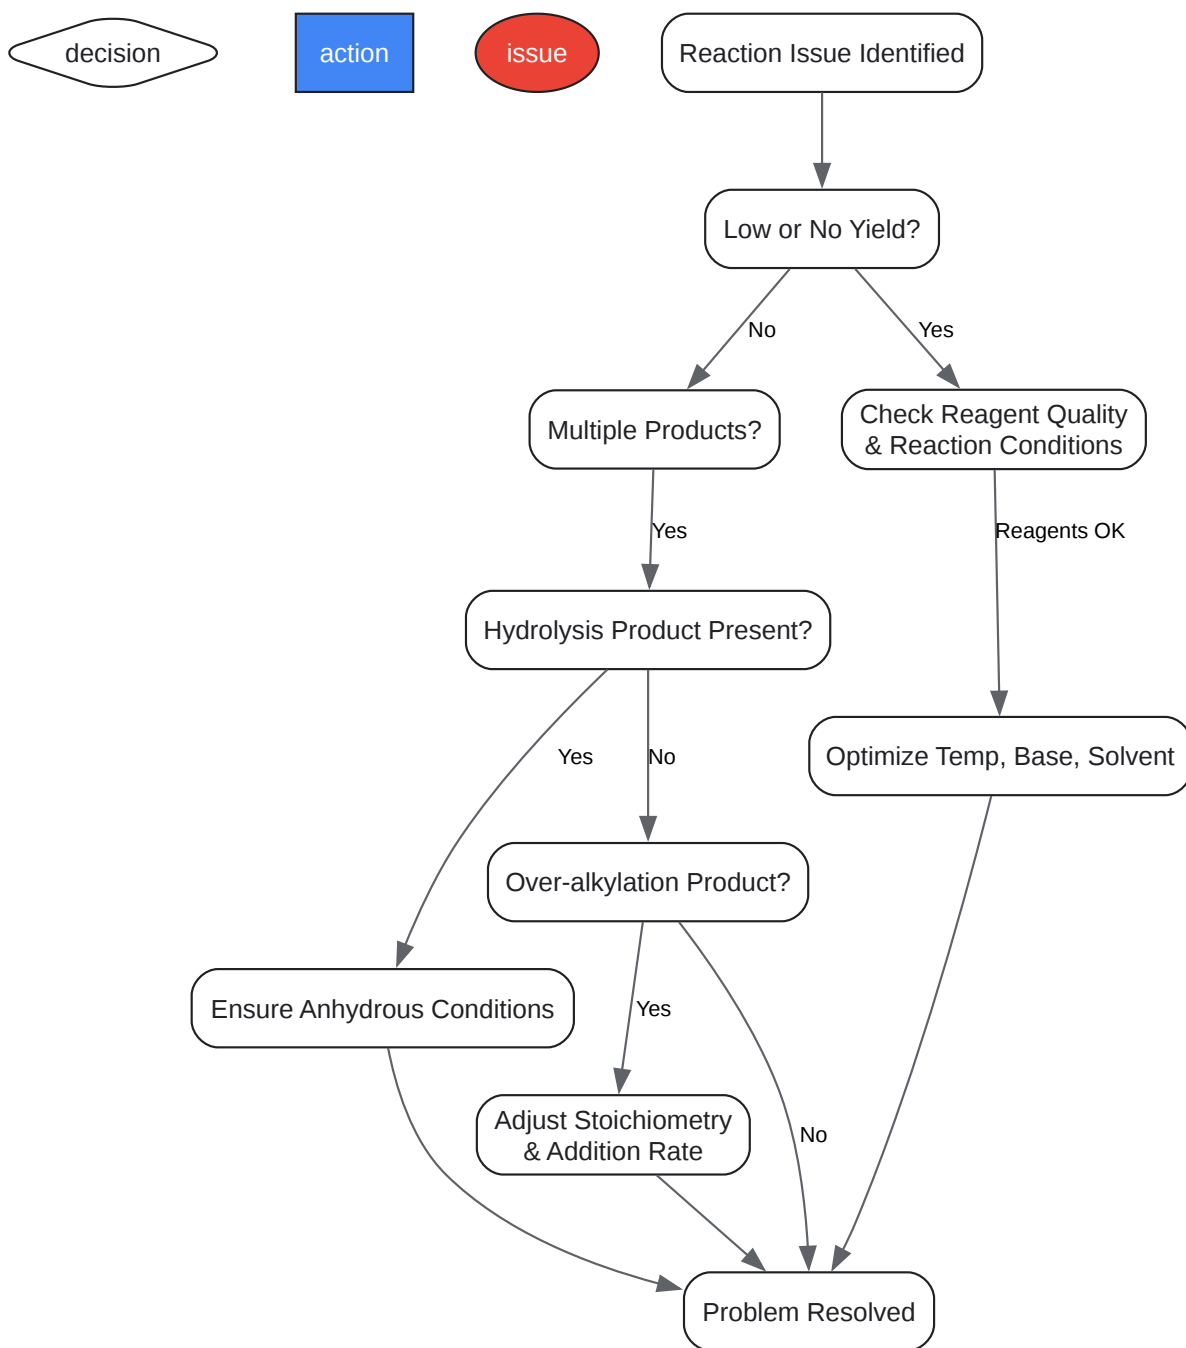 decision
action
issue
Reaction Issue Identified
Low or No Yield?
No
Yes
Multiple Products?
Check Reagent Quality
& Reaction Conditions
Yes
Reagents OK
Hydrolysis Product Present?
Yes
No
Optimize Temp, Base, Solvent
Over-alkylation Product?
Ensure Anhydrous Conditions
Yes
Adjust Stoichiometry
& Addition Rate
No
Problem Resolved